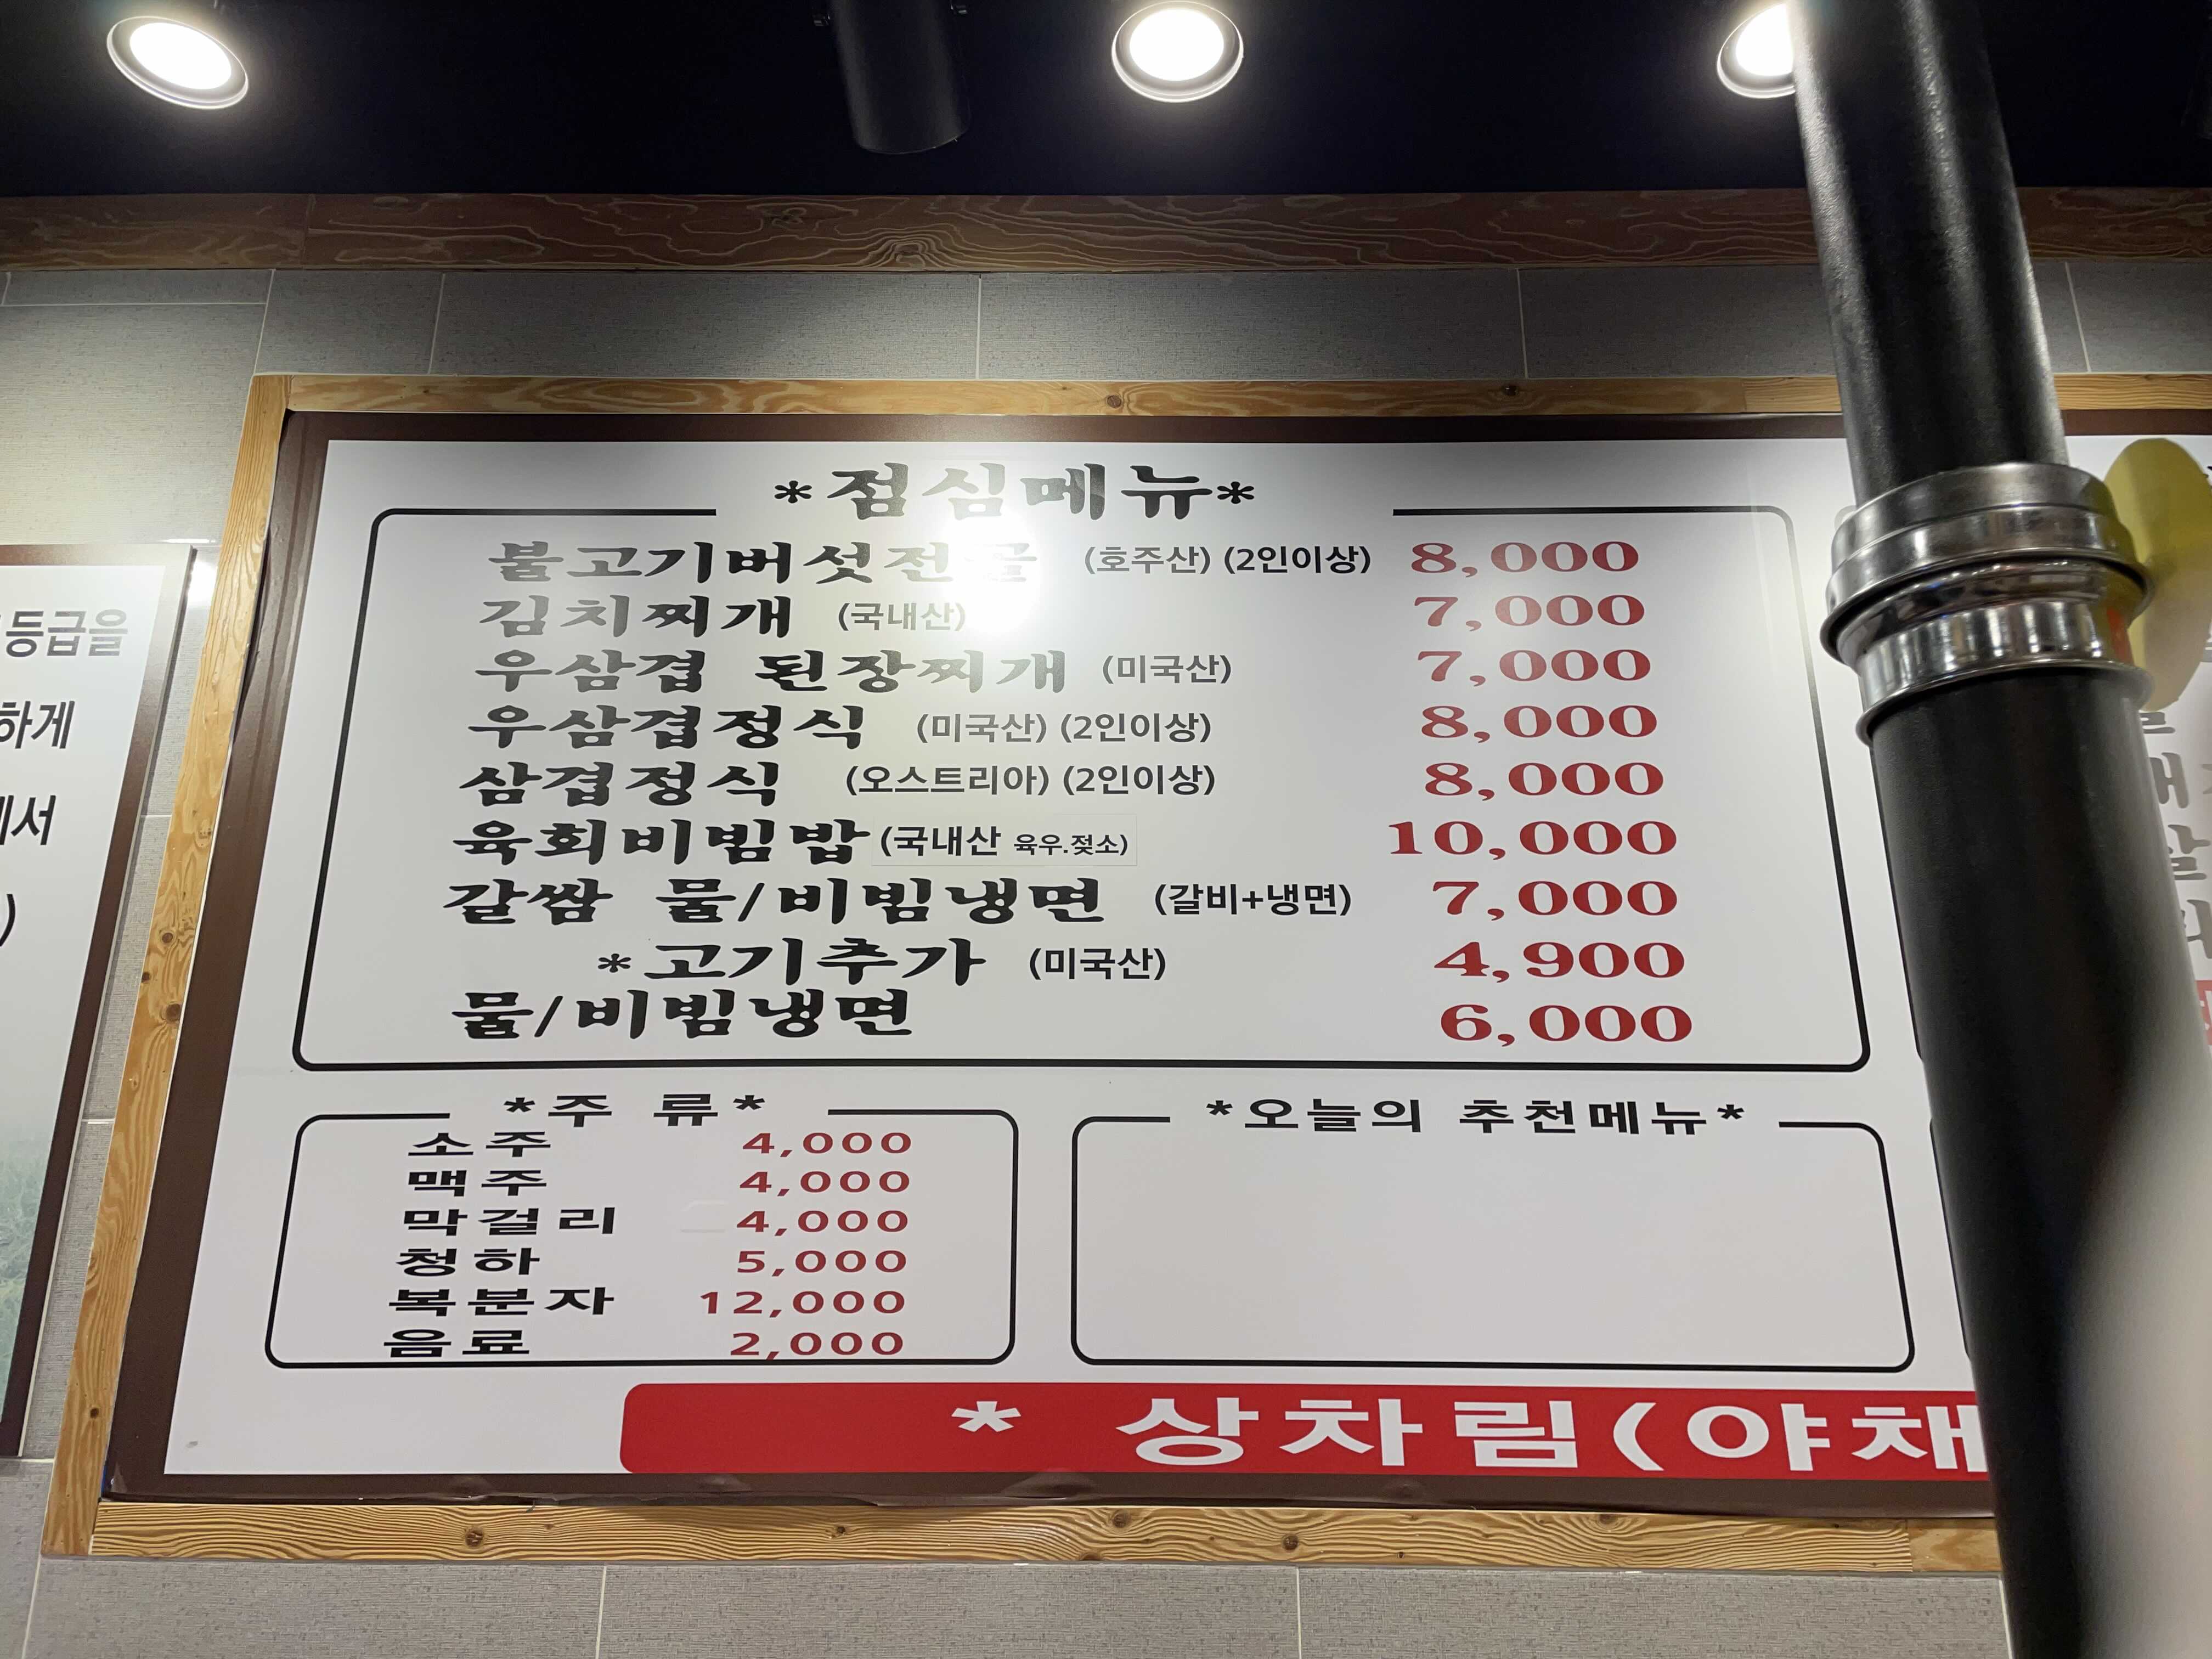 등급을
하게
에서
)
*점심메뉴*
불고기버섯전골 (호주산) (2인이상) 8,000
김치찌개 (국내산) 7,000
우삼겹 된장찌개 (미국산) 7,000
우삼겹정식 (미국산) (2인이상) 8,000
삼겹정식 (오스트리아) (2인이상) 8,000
육회비빔밥 (국내산 육우.젖소) 10,000
갈쌈 물/비빔냉면 (갈비+냉면) 7,000
*고기추가 (미국산) 4,900
물/비빔냉면 6,000
*주 류*
소주 4,000
맥주 4,000
막걸리 4,000
청하 5,000
복분자 12,000
음료 2,000
*오늘의 추천메뉴*
* 상차림(야채